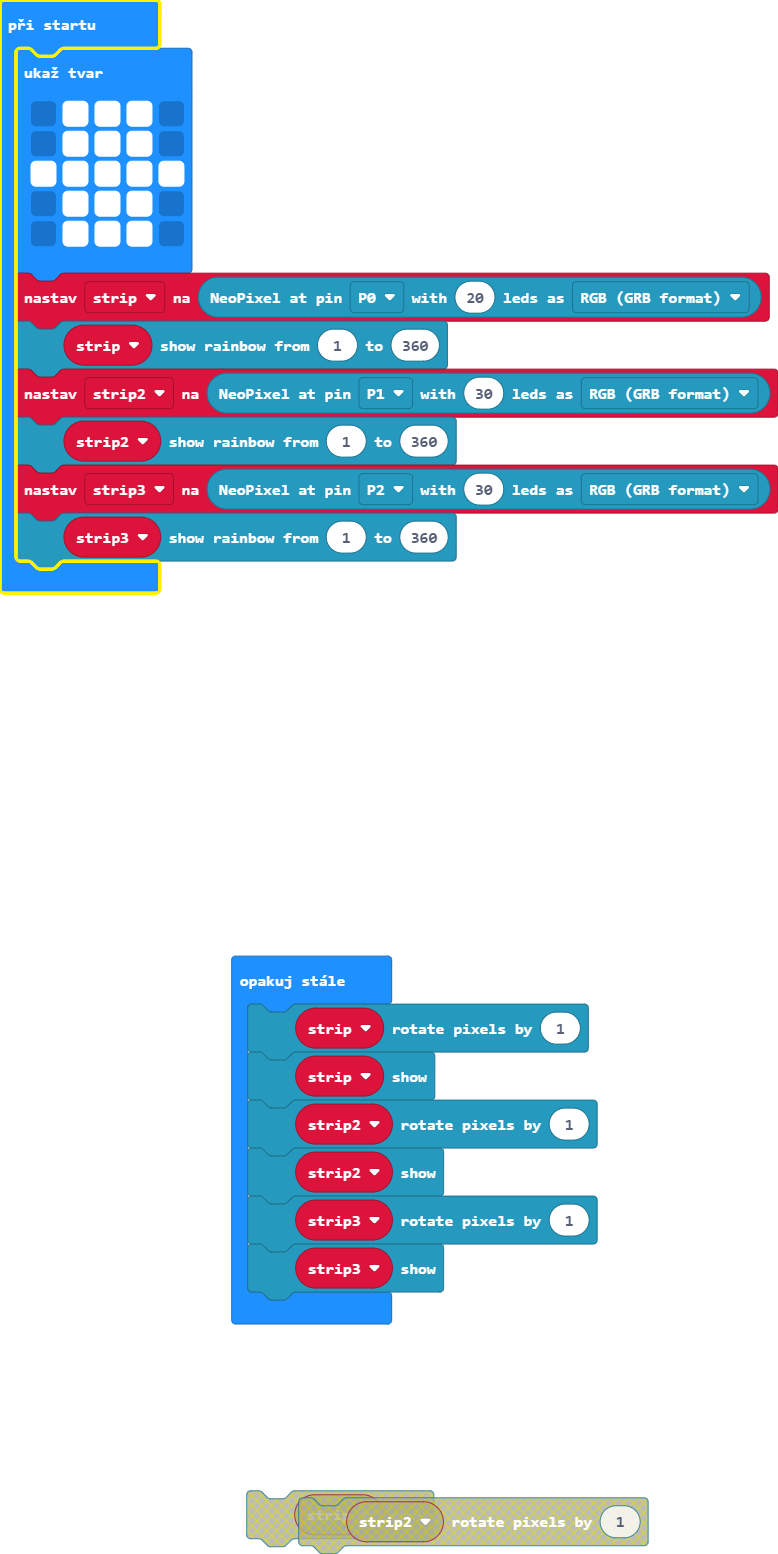 při startu
ukaž tvar
nastav strip na NeoPixel at pin P0 with 20 leds as RGB (GRB format)
strip show rainbow from 1 to 360
nastav strip2 na NeoPixel at pin P1 with 30 leds as RGB (GRB format)
strip2 show rainbow from 1 to 360
nastav strip3 na NeoPixel at pin P2 with 30 leds as RGB (GRB format)
strip3 show rainbow from 1 to 360
opakuj stále
strip rotate pixels by 1
strip show
strip2 rotate pixels by 1
strip2 show
strip3 rotate pixels by 1
strip3 show
strip2 rotate pixels by 1